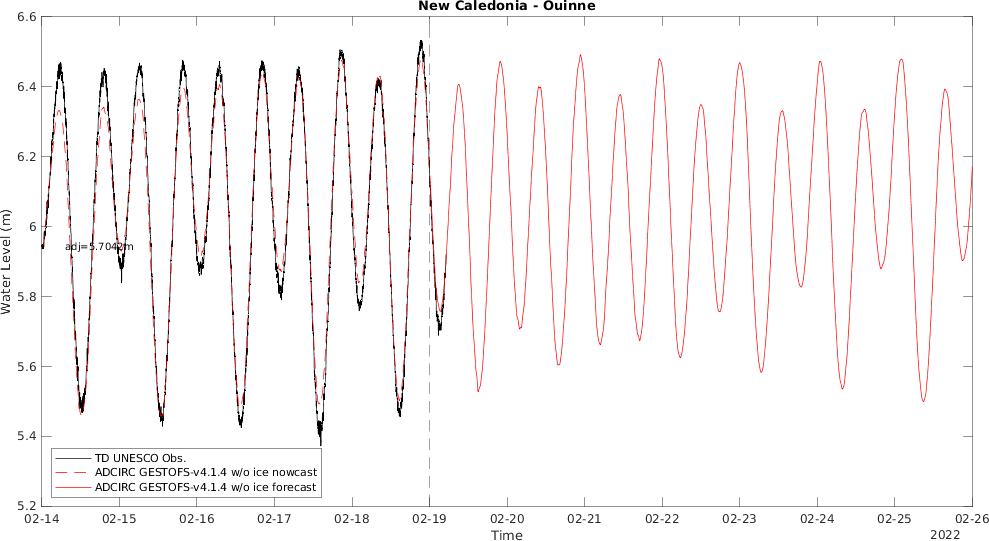 New Caledonia - Ouinne
6.6
6.4
6.2
6
5.8
5.6
5.4
5.2
Water Level (m)
adj=5.7042m
TD UNESCO Obs.
ADCIRC GESTOFS-v4.1.4 w/o ice nowcast
ADCIRC GESTOFS-v4.1.4 w/o ice forecast
02-14 02-15 02-16 02-17 02-18 02-19 02-20 02-21 02-22 02-23 02-24 02-25 02-26
Time
2022